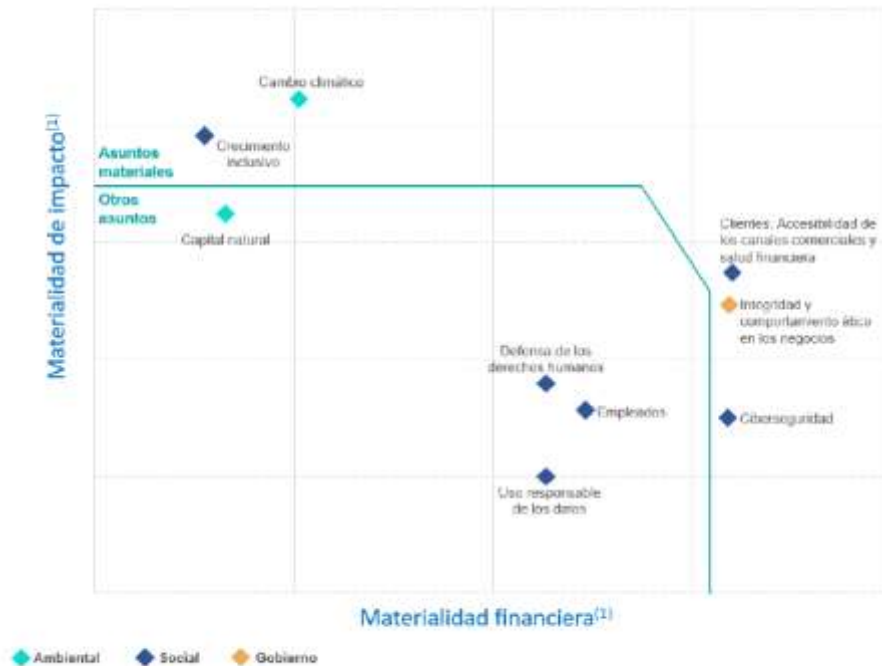 Cambio climático
Crecimiento
inclusivo
Asuntos
materiales
Otros
asuntos
Capital natural
Clientes: Accesibilidad de
los canales comerciales y
salud financiera
Integridad y
comportamiento ético
en los negocios
Defensa de los
derechos humanos
Empleados
Ciberseguridad
Uso responsable
de los datos
Materialidad de impacto(1)
Materialidad financiera(1)
Ambiental
Social
Gobierno